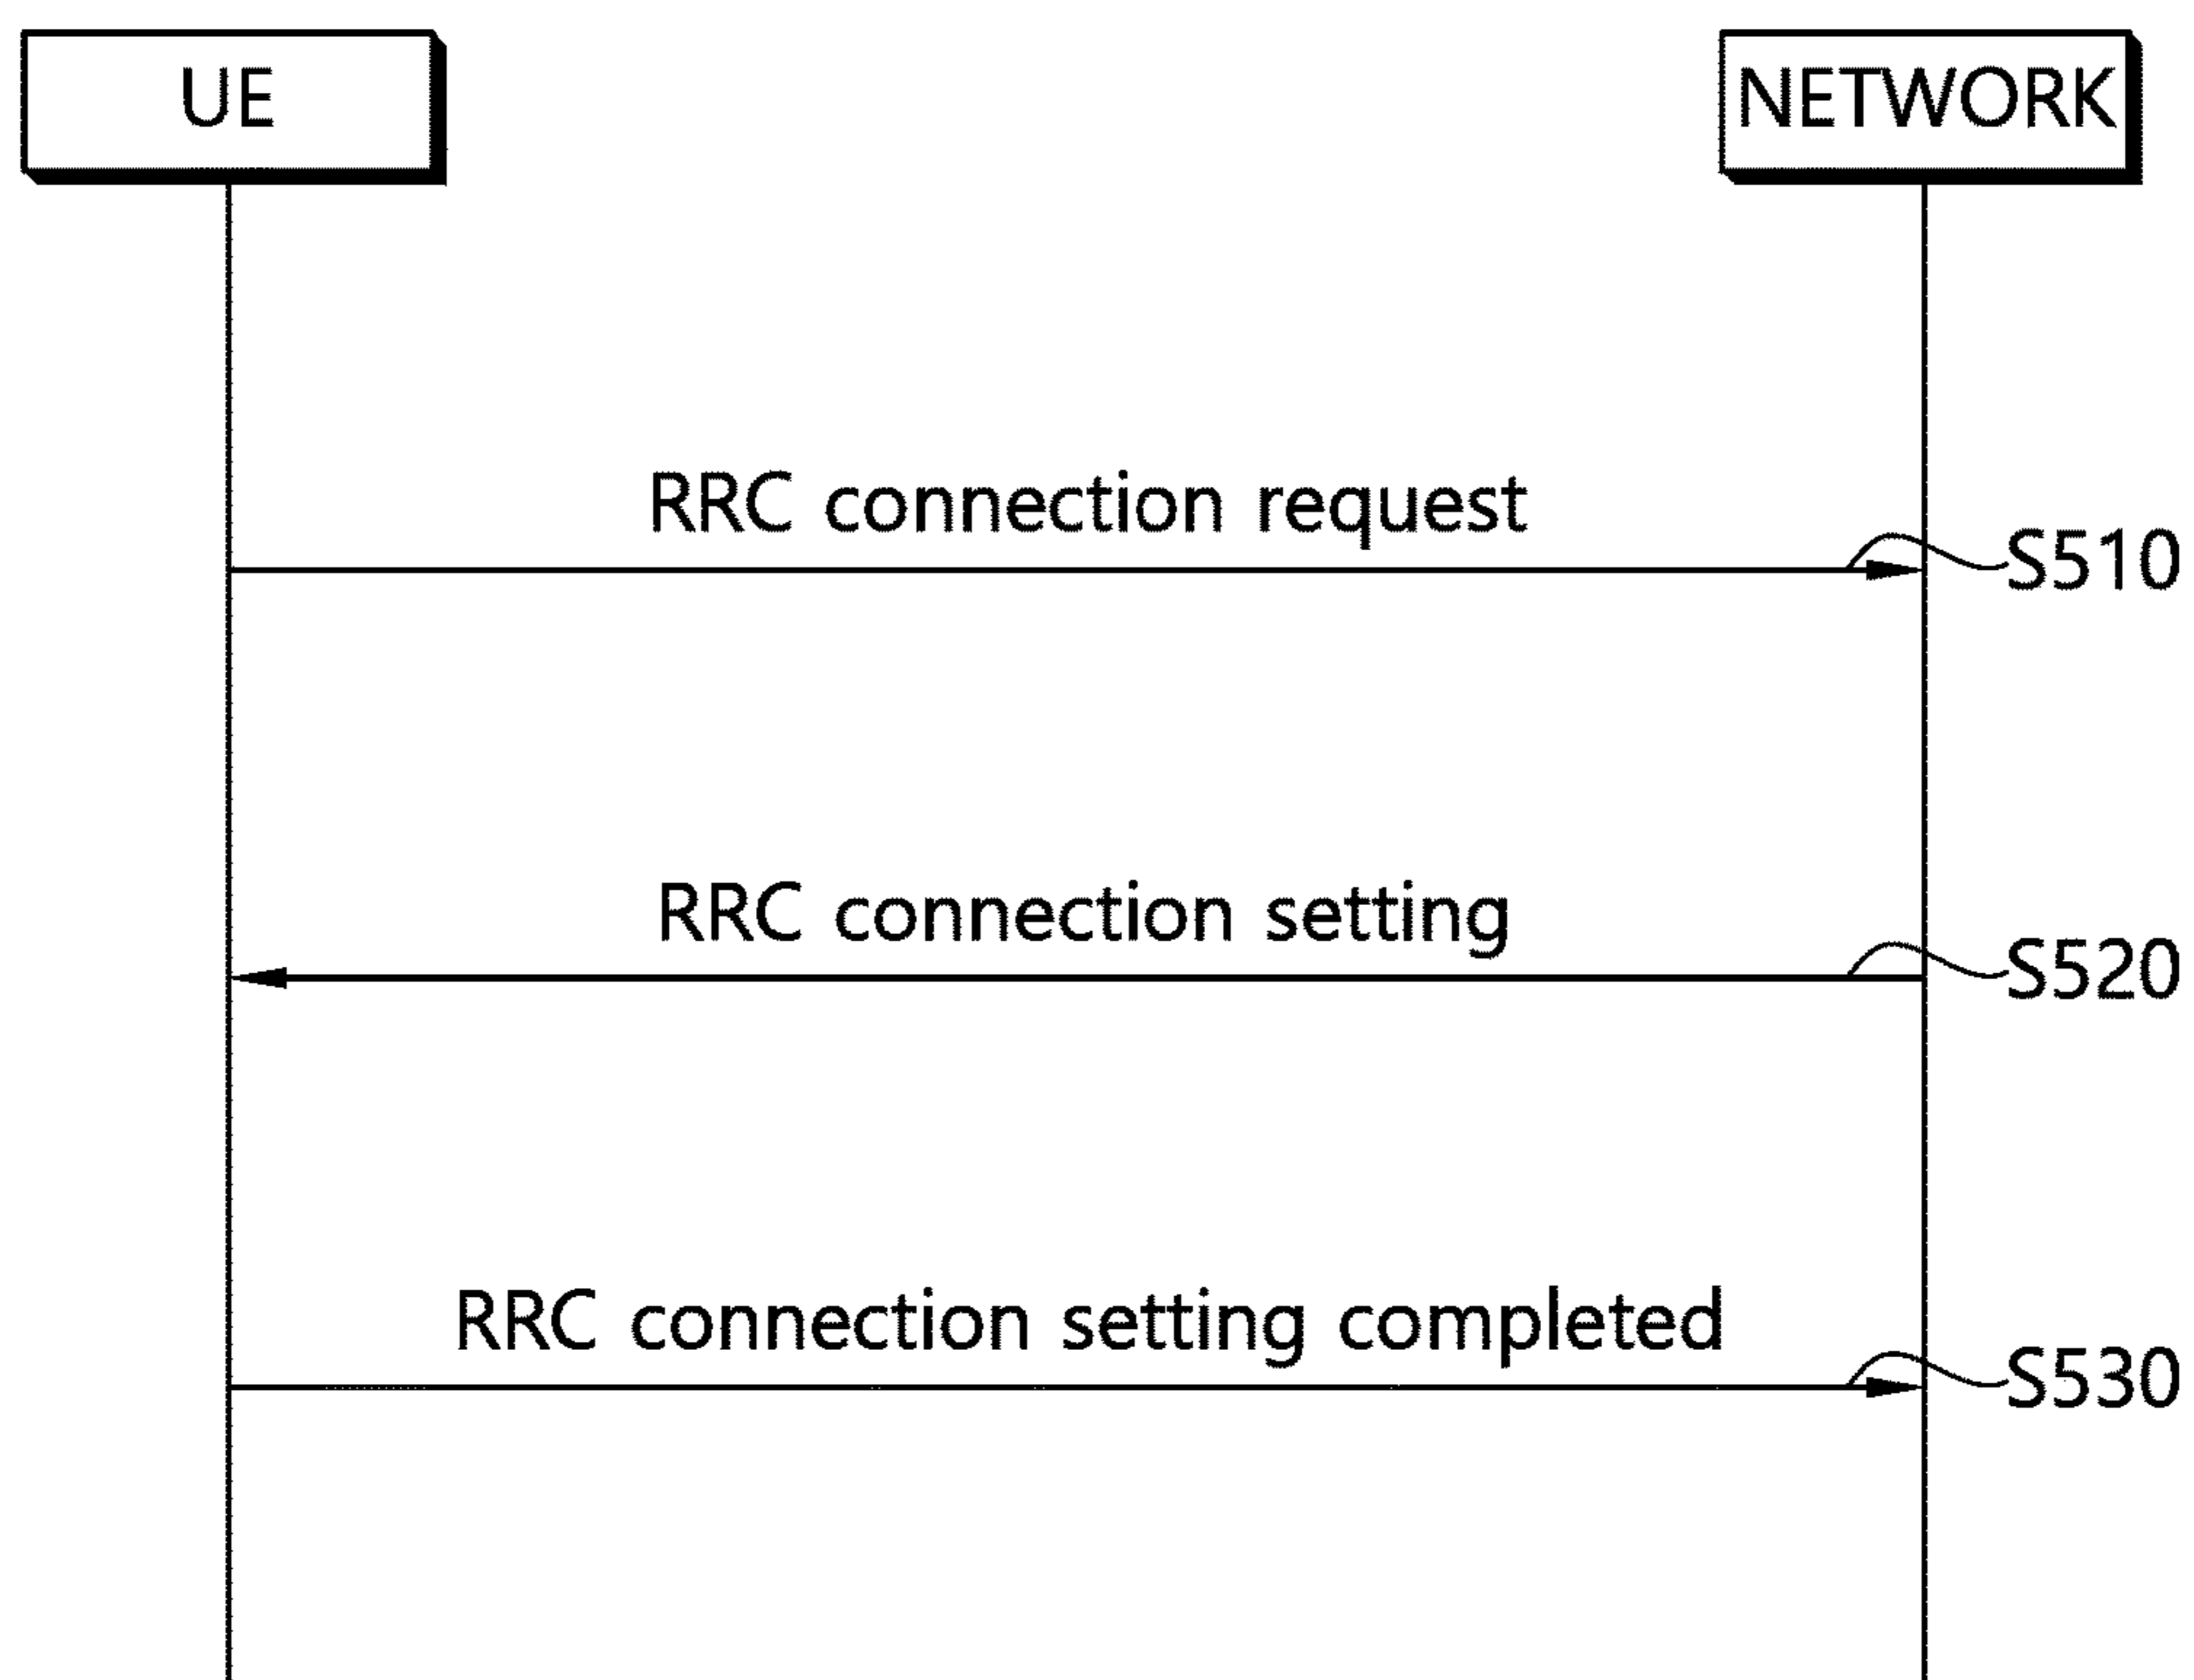 UE
NETWORK
RRC connection request
S510
RRC connection setting
S520
RRC connection setting completed
S530